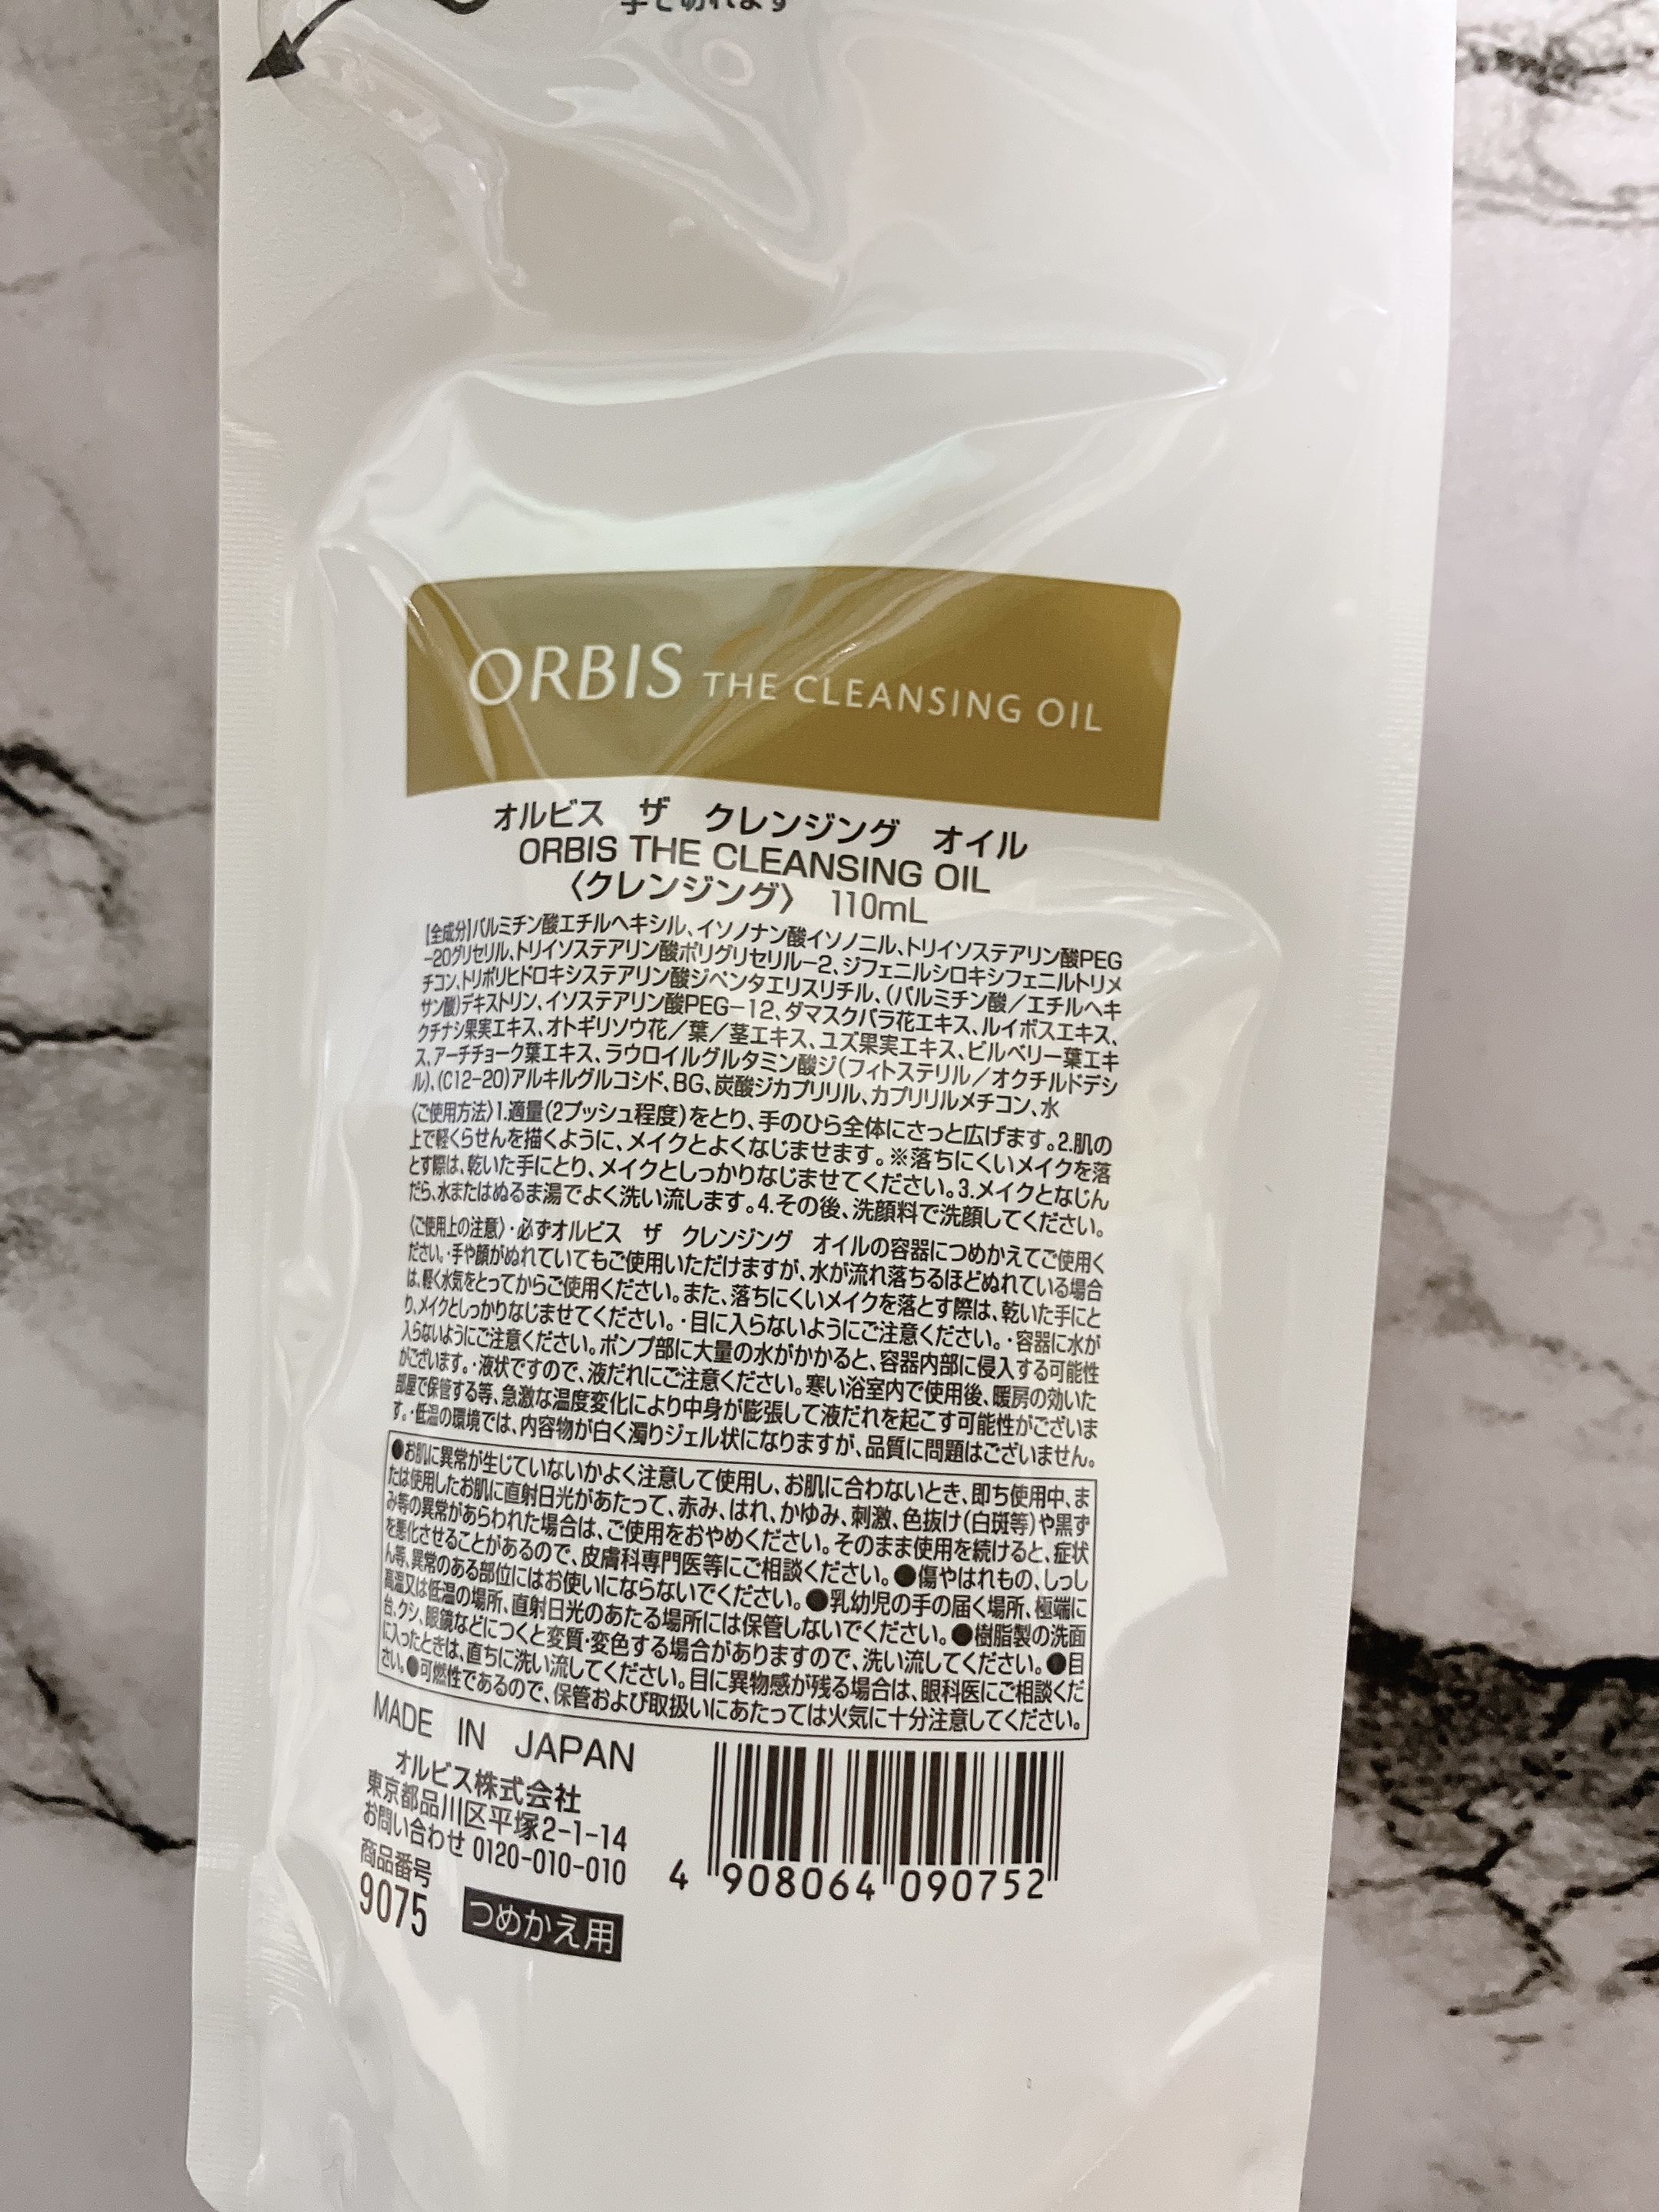 手で切れます
ORBIS THE CLEANSING OIL
オルビス ザ クレンジング オイル
ORBIS THE CLEANSING OIL
〈クレンジング〉 110mL
[全成分]パルミチン酸エチルヘキシル、イソノナン酸イソノニル、トリイソステアリン酸PEG
-20グリセリル、トリイソステアリン酸ポリグリセリル-2、ジフェニルシロキシフェニルトリメ
チコン、トリポリヒドロキシステアリン酸ジペンタエリスリチル、(パルミチン酸/エチルヘキ
サン酸)デキストリン、イソステアリン酸PEG-12、ダマスクバラ花エキス、ルイボスエキス、
クチナシ果実エキス、オトギリソウ花/葉/茎エキス、ユズ果実エキス、ビルベリー葉エキ
ス、アーチチョーク葉エキス、ラウロイルグルタミン酸ジ(フィトステリル/オクチルドデシ
ル)、(C12-20)アルキルグルコシド、BG、炭酸ジカプリリル、カプリリルメチコン、水
〈ご使用方法〉1.適量(2プッシュ程度)をとり、手のひら全体にさっと広げます。2.肌の
上で軽くらせんを描くように、メイクとよくなじませます。※落ちにくいメイクを落
とす際は、乾いた手にとり、メイクとしっかりなじませてください。3.メイクとなじん
だら、水またはぬるま湯でよく洗い流します。4.その後、洗顔料で洗顔してください。
〈ご使用上の注意〉・必ずオルビス ザ クレンジング オイルの容器につめかえてご使用く
ださい。・手や顔がぬれていてもご使用いただけますが、水が流れ落ちるほどぬれている場合
は、軽く水気をとってからご使用ください。また、落ちにくいメイクを落とす際は、乾いた手にと
り、メイクとしっかりなじませてください。・目に入らないようにご注意ください。・容器に水が
入らないようにご注意ください。ポンプ部に大量の水がかかると、容器内部に侵入する可能性
がございます。・液状ですので、液だれにご注意ください。寒い浴室内で使用後、暖房の効いた
部屋で保管する等、急激な温度変化により中身が膨張して液だれを起こす可能性がございま
す。・低温の環境では、内容物が白く濁りジェル状になりますが、品質に問題はございません。
●お肌に異常が生じていないかよく注意して使用し、お肌に合わないとき、即ち使用中、ま
たは使用したお肌に直射日光があたって、赤み、はれ、かゆみ、刺激、色抜け(白斑等)や黒ず
み等の異常があらわれた場合は、ご使用をおやめください。そのまま使用を続けると、症状
を悪化させることがあるので、皮膚科専門医等にご相談ください。●傷やはれもの、しっし
ん等、異常のある部位にはお使いにならないでください。●乳幼児の手の届く場所、極端に
高温又は低温の場所、直射日光のあたる場所には保管しないでください。●樹脂製の洗面
台、クシ、眼鏡などにつくと変質・変色する場合がありますので、洗い流してください。●目
に入ったときは、直ちに洗い流してください。目に異物感が残る場合は、眼科医にご相談くだ
さい。●可燃性であるので、保管および取扱いにあたっては火気に十分注意してください。
MADE IN JAPAN
オルビス株式会社
東京都品川区平塚2-1-14
お問い合わせ 0120-010-010
商品番号
9075
つめかえ用
4 908064 090752